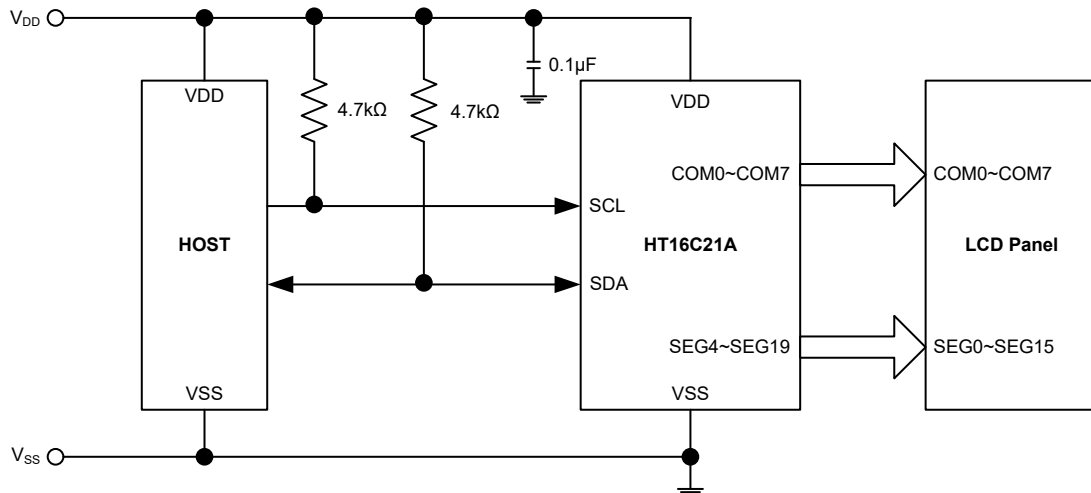 VDD
VDD
4.7kΩ
4.7kΩ
0.1μF
VDD
COM0~COM7
COM0~COM7
SCL
HOST
HT16C21A
LCD Panel
SDA
SEG4~SEG19
SEG0~SEG15
VSS
VSS
VSS